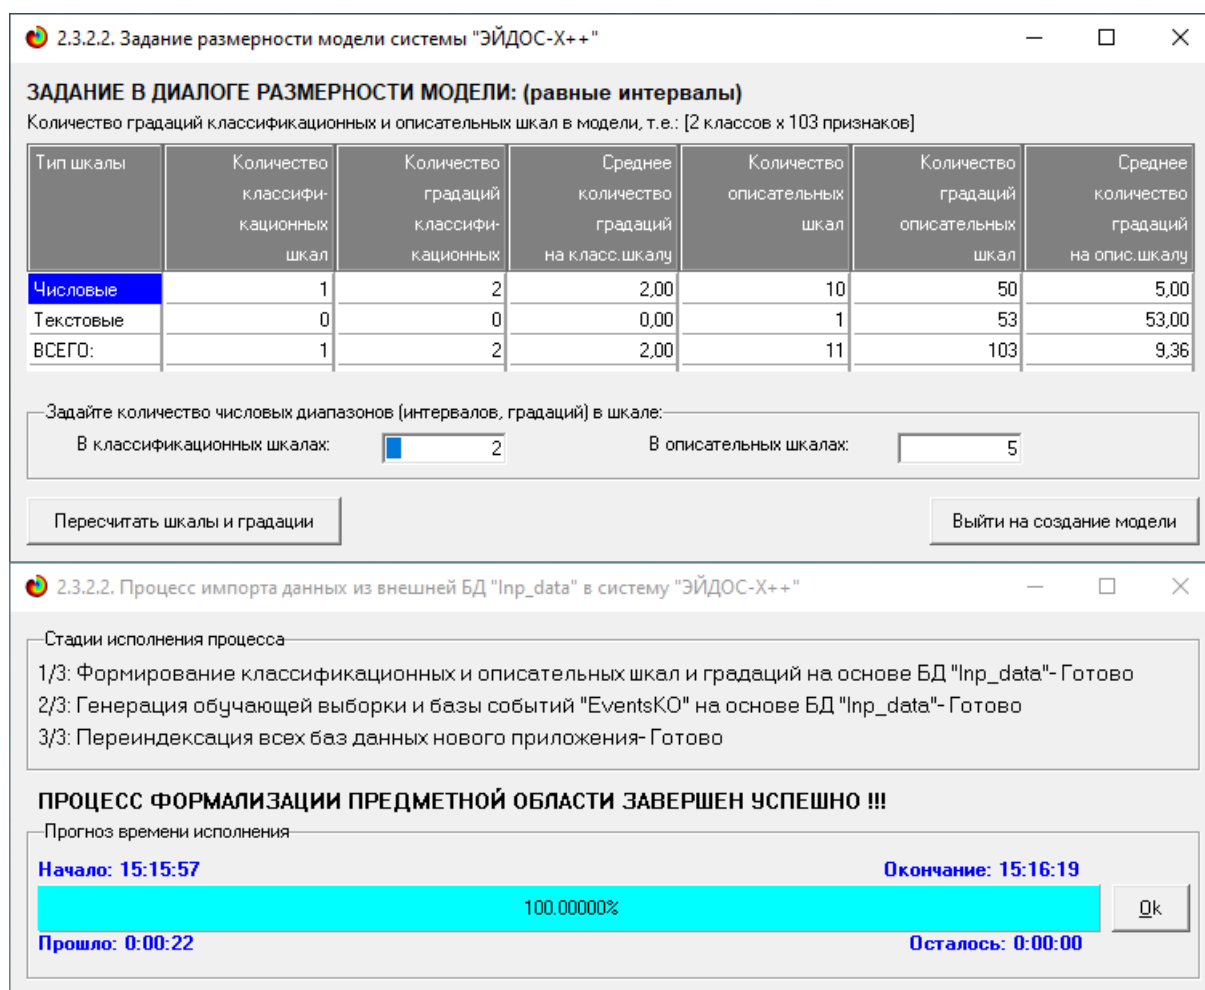 2.3.2.2. Задание размерности модели системы "ЭЙДОС-X++"
ЗАДАНИЕ В ДИАЛОГЕ РАЗМЕРНОСТИ МОДЕЛИ: (равные интервалы)
Количество градаций классификационных и описательных шкал в модели, т.е.: [2 классов x 103 признаков]
Тип шкалы Количество Количество Среднее Количество Количество Среднее
классифи- градаций количество описательных градаций количество
кационных классифи- градаций шкал описательных градаций
шкал кационных на класс.шкалу шкал на опис.шкалу
Числовые 1 2 2,00 10 50 5,00
Текстовые 0 0 0,00 1 53 53,00
ВСЕГО: 1 2 2,00 11 103 9,36
Задайте количество числовых диапазонов (интервалов, градаций) в шкале:
В классификационных шкалах: 2 В описательных шкалах: 5
Пересчитать шкалы и градации Выйти на создание модели
2.3.2.2. Процесс импорта данных из внешней БД "Inp_data" в систему "ЭЙДОС-X++"
Стадии исполнения процесса
1/3: Формирование классификационных и описательных шкал и градаций на основе БД "Inp_data"- Готово
2/3: Генерация обучающей выборки и базы событий "EventsKO" на основе БД "Inp_data"- Готово
3/3: Переиндексация всех баз данных нового приложения- Готово
ПРОЦЕСС ФОРМАЛИЗАЦИИ ПРЕДМЕТНОЙ ОБЛАСТИ ЗАВЕРШЕН УСПЕШНО !!!
Прогноз времени исполнения
Начало: 15:15:57 Окончание: 15:16:19
100.00000% Ok
Прошло: 0:00:22 Осталось: 0:00:00